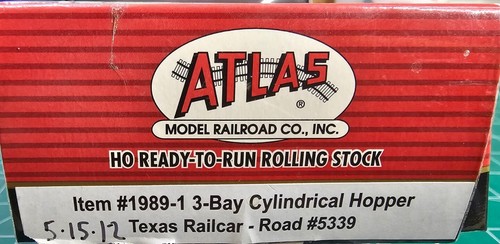 ATLAS
®
MODEL RAILROAD CO., INC.
HO READY-TO-RUN ROLLING STOCK
Item #1989-1 3-Bay Cylindrical Hopper
5.15.12 Texas Railcar - Road #5339